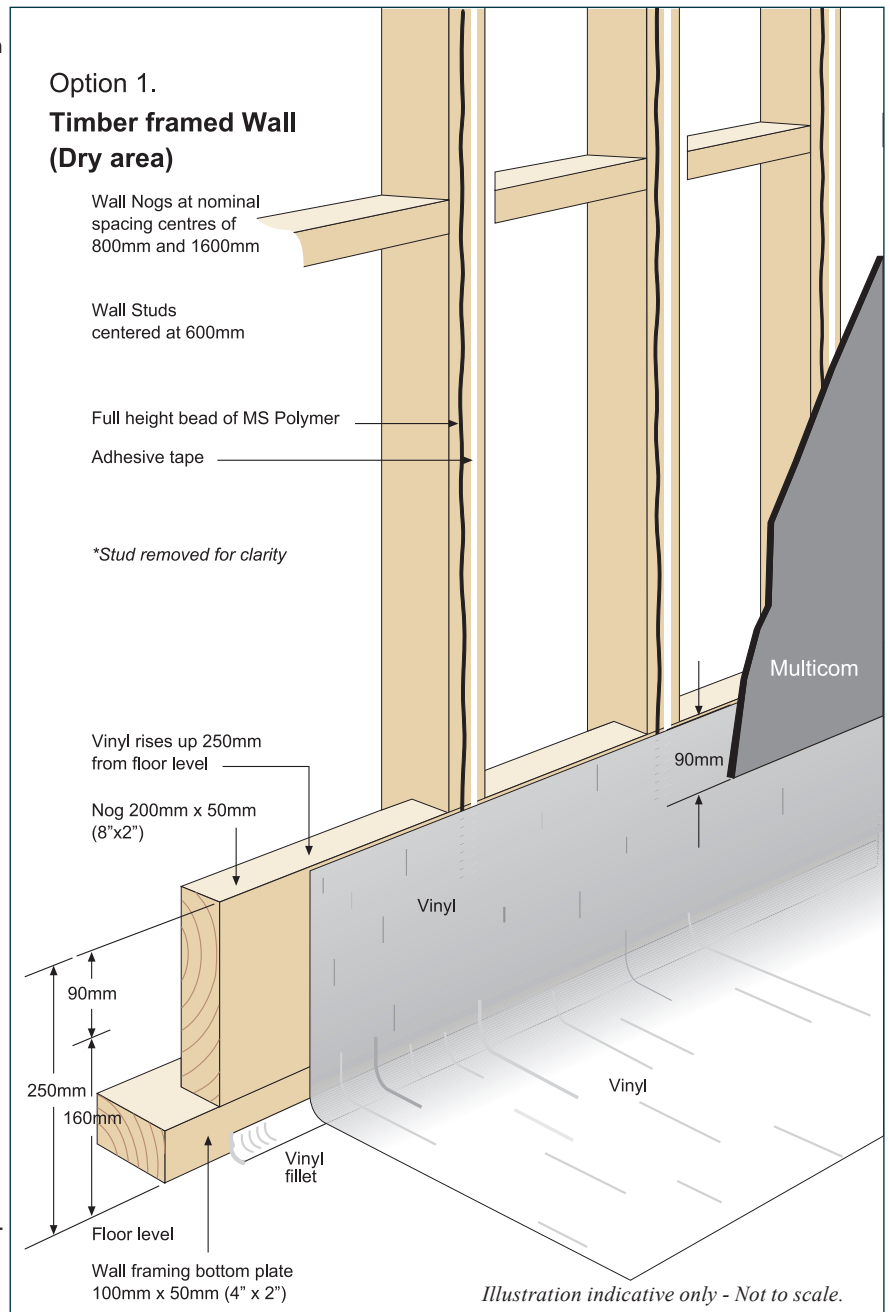 Option 1.
Timber framed Wall
(Dry area)
Wall Nogs at nominal
spacing centres of
800mm and 1600mm
Wall Studs
centered at 600mm
Full height bead of MS Polymer
Adhesive tape
*Stud removed for clarity
Multicom
Vinyl rises up 250mm
from floor level
90mm
Nog 200mm x 50mm
(8”x2”)
Vinyl
90mm
250mm
160mm
Vinyl
Vinyl
fillet
Floor level
Wall framing bottom plate
100mm x 50mm (4” x 2”)
Illustration indicative only - Not to scale.